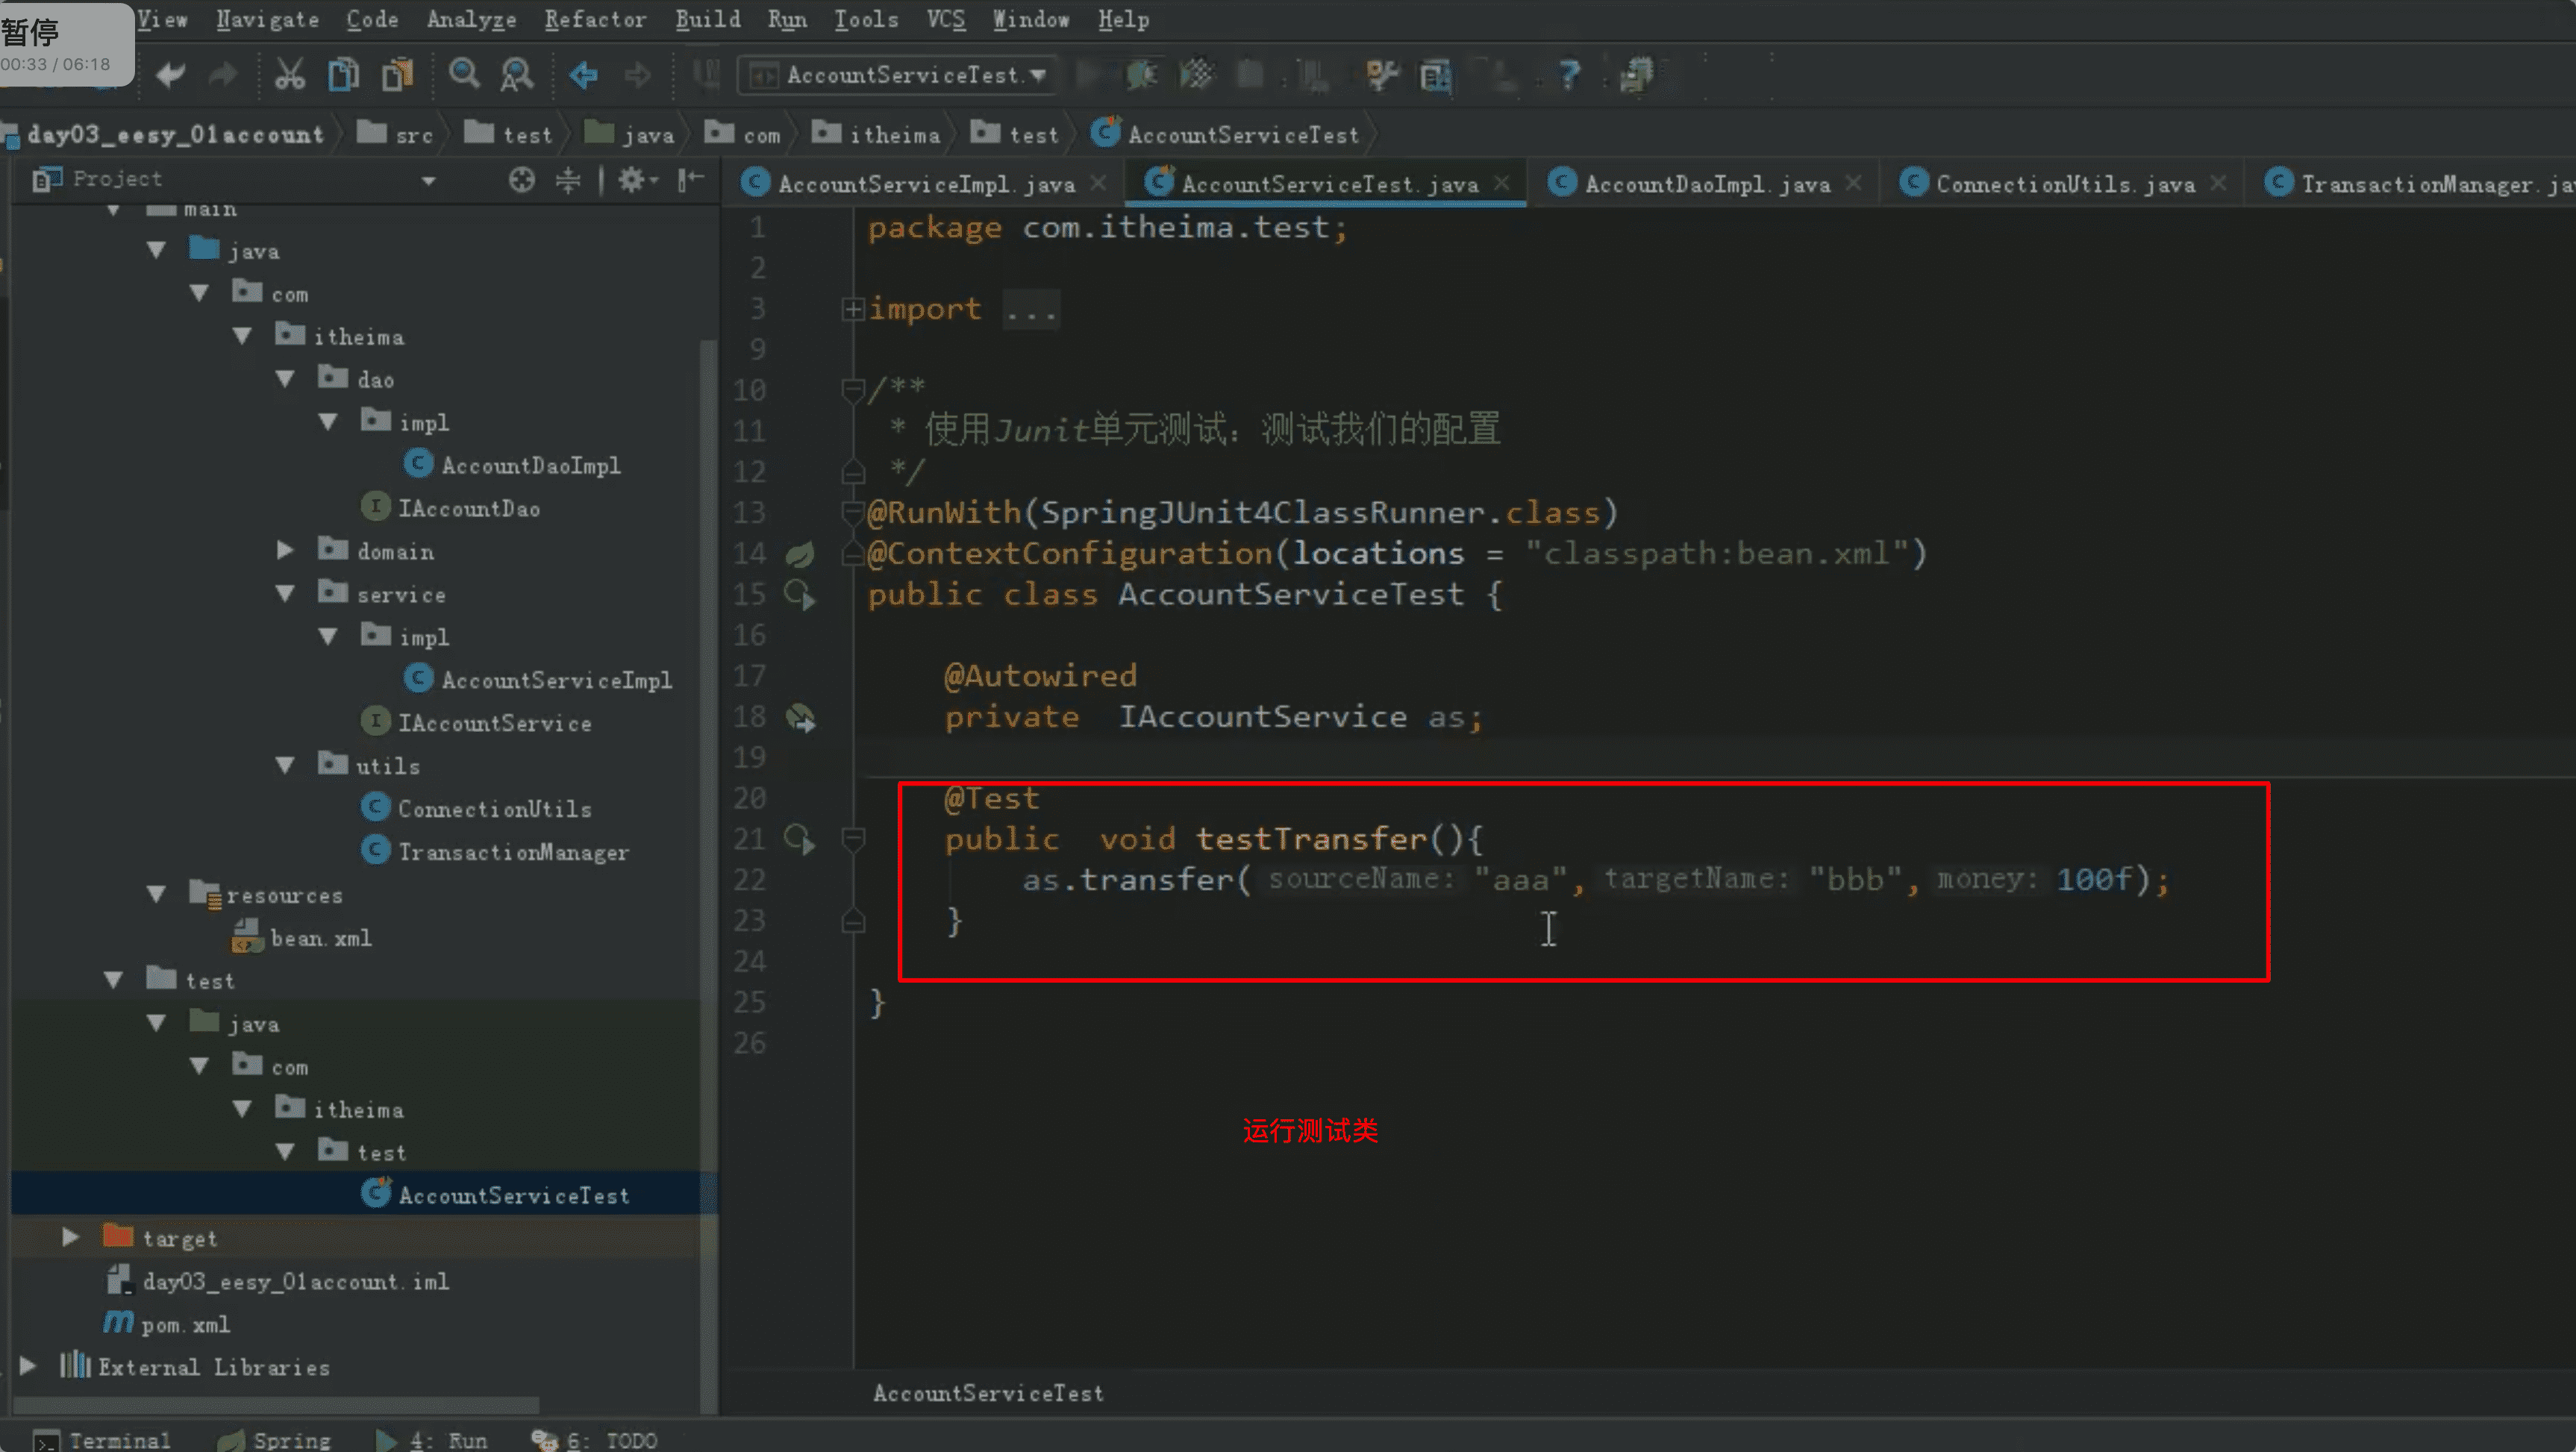 暂停
00:33 / 06:18
View Navigate Code Analyze Refactor Build Run Tools VCS Window Help
AccountServiceTest.
day03_eesy_01account src test java com itheima test AccountServiceTest
Project
AccountServiceImpl.java AccountServiceTest.java AccountDaoImpl.java ConnectionUtils.java TransactionManager.jav
main
java
com
itheima
dao
impl
AccountDaoImpl
IAccountDao
domain
service
impl
AccountServiceImpl
IAccountService
utils
ConnectionUtils
TransactionManager
resources
bean.xml
test
java
com
itheima
test
AccountServiceTest
target
day03_eesy_01account.iml
pom.xml
External Libraries
1 package com.itheima.test;
2
3 import ...
9
10 /**
11 * 使用Junit单元测试：测试我们的配置
12 */
13 @RunWith(SpringJUnit4ClassRunner.class)
14 @ContextConfiguration(locations = "classpath:bean.xml")
15 public class AccountServiceTest {
16
17 @Autowired
18 private IAccountService as;
19
20 @Test
21 public void testTransfer(){
22 as.transfer( sourceName: "aaa", targetName: "bbb", money: 100f);
23 }
24
25 }
26
运行测试类
AccountServiceTest
Terminal Spring 4: Run 6: TODO